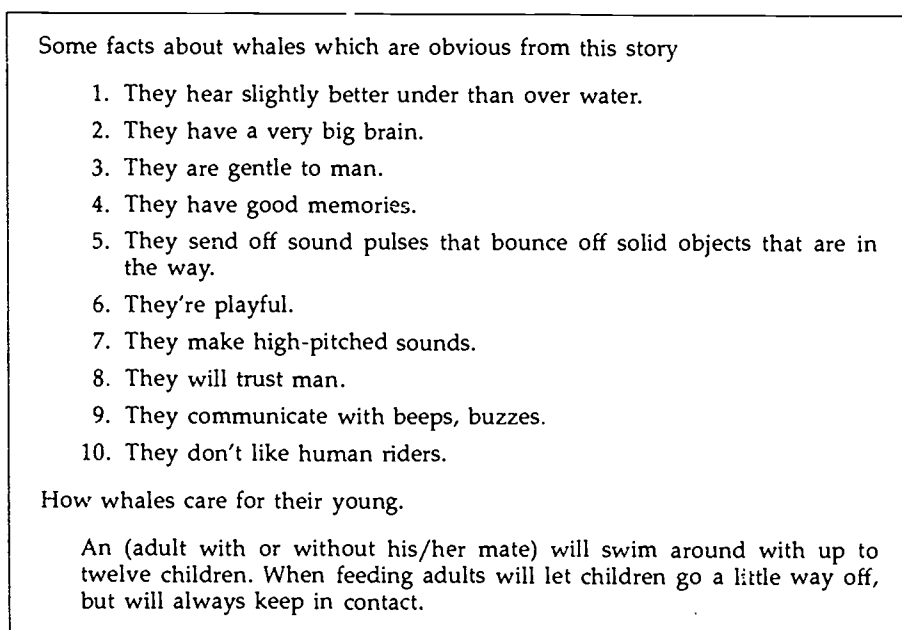 Some facts about whales which are obvious from this story
1. They hear slightly better under than over water.
2. They have a very big brain.
3. They are gentle to man.
4. They have good memories.
5. They send off sound pulses that bounce off solid objects that are in
the way.
6. They're playful.
7. They make high-pitched sounds.
8. They will trust man.
9. They communicate with beeps, buzzes.
10. They don't like human riders.
How whales care for their young.
An (adult with or without his/her mate) will swim around with up to
twelve children. When feeding adults will let children go a little way off,
but will always keep in contact.